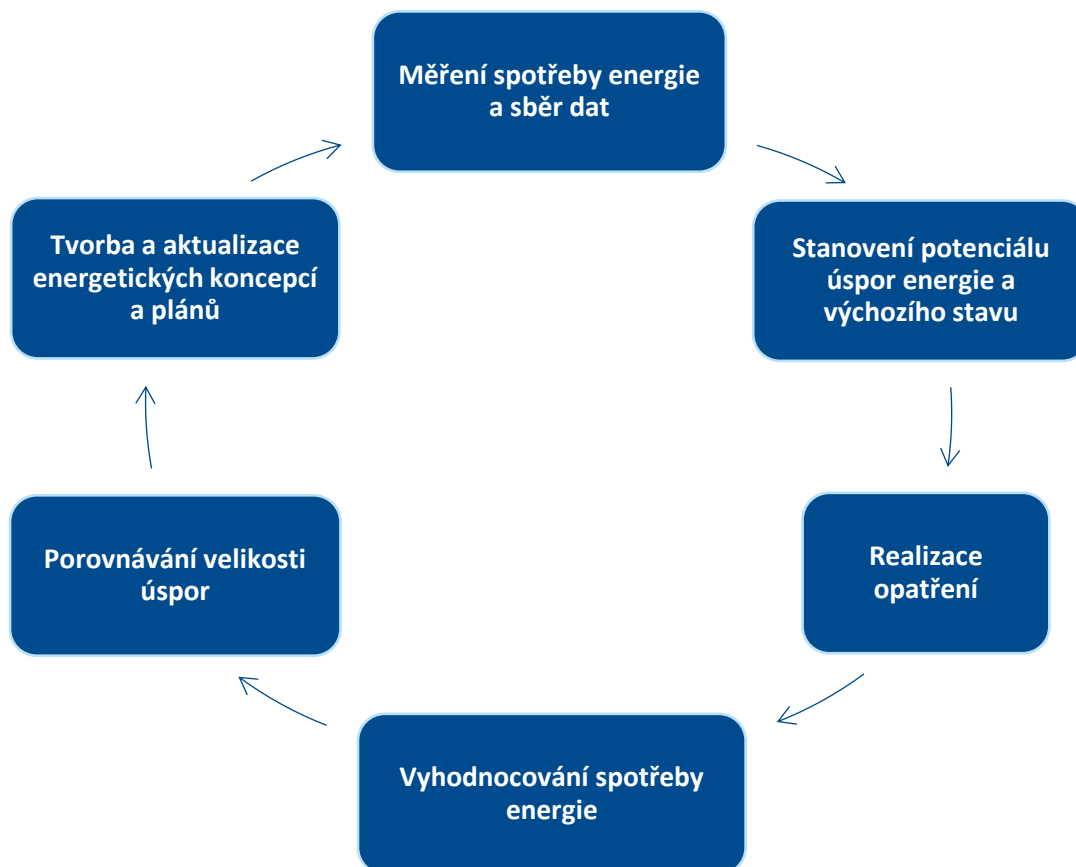 Měření spotřeby energie
a sběr dat
Stanovení potenciálu
úspor energie a
výchozího stavu
Realizace
opatření
Vyhodnocování spotřeby
energie
Porovnávání velikosti
úspor
Tvorba a aktualizace
energetických koncepcí
a plánů